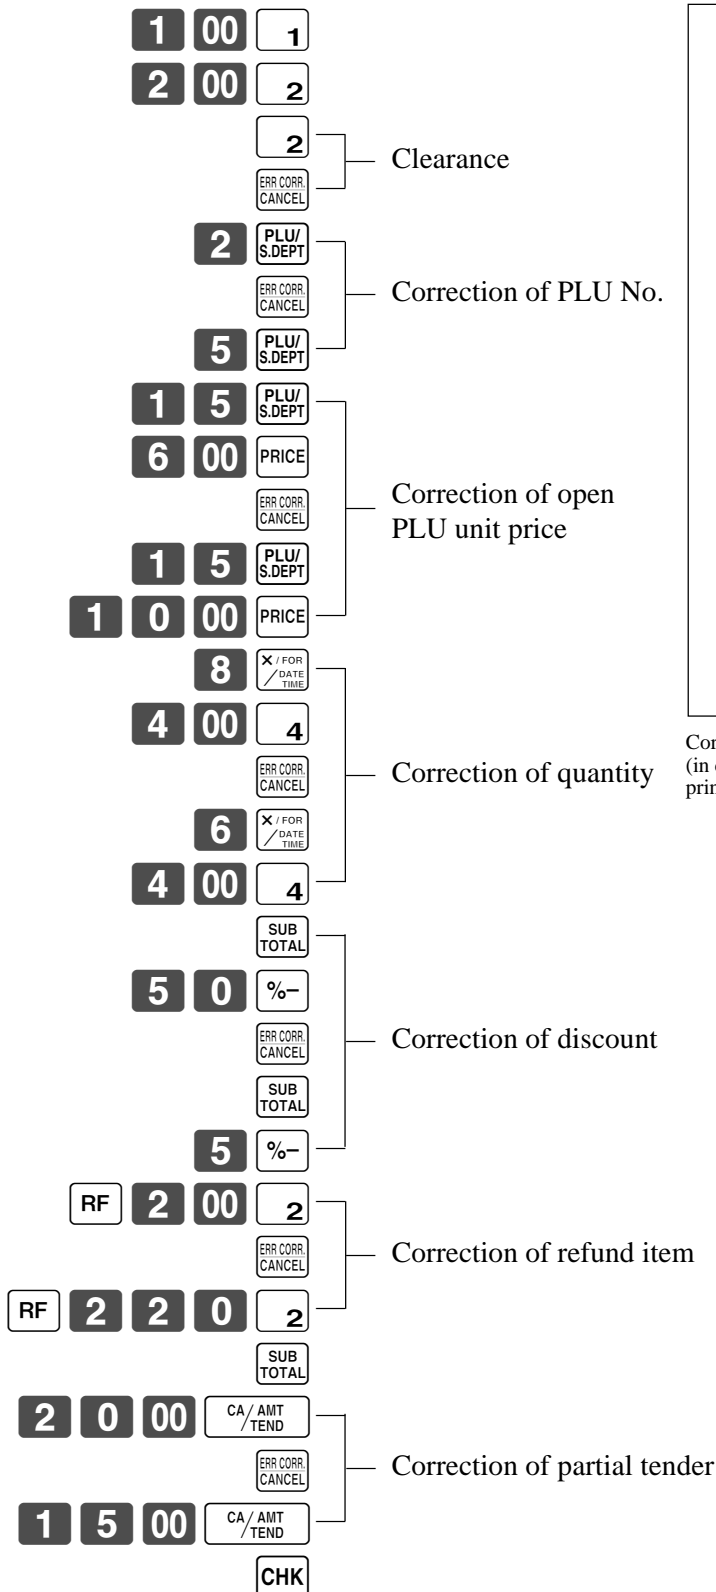 1 00 1
2 00 2
2
ERR CORR. CANCEL
Clearance
2 PLU/ S.DEPT
ERR CORR. CANCEL
Correction of PLU No.
5 PLU/ S.DEPT
1 5 PLU/ S.DEPT
6 00 PRICE
ERR CORR. CANCEL
Correction of open
PLU unit price
1 5 PLU/ S.DEPT
1 0 00 PRICE
8 X / FOR / DATE TIME
4 00 4
ERR CORR. CANCEL
Correction of quantity
6 X / FOR / DATE TIME
4 00 4
SUB TOTAL
5 0 %-
ERR CORR. CANCEL
Correction of discount
SUB TOTAL
5 %-
RF 2 00 2
ERR CORR. CANCEL
Correction of refund item
RF 2 2 0 2
SUB TOTAL
2 0 00 CA/AMT TEND
ERR CORR. CANCEL
Correction of partial tender
1 5 00 CA/AMT TEND
CHK